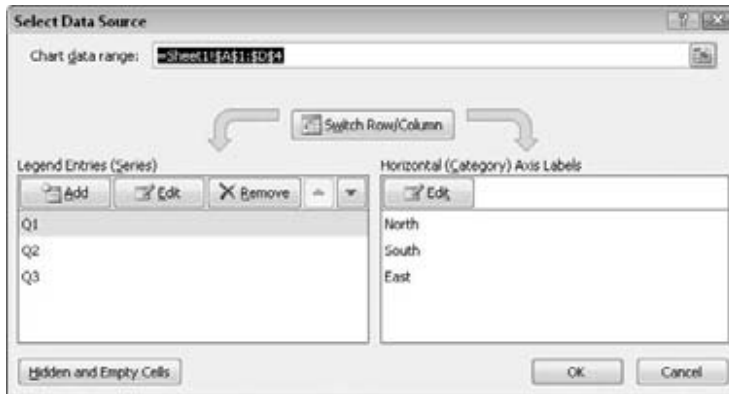 Select Data Source
Chart data range: =Sheet1!$A$1:$D$4
Switch Row/Column
Legend Entries (Series) Horizontal (Category) Axis Labels
Add Edit Remove Edit
Q1 North
Q2 South
Q3 East
Hidden and Empty Cells OK Cancel